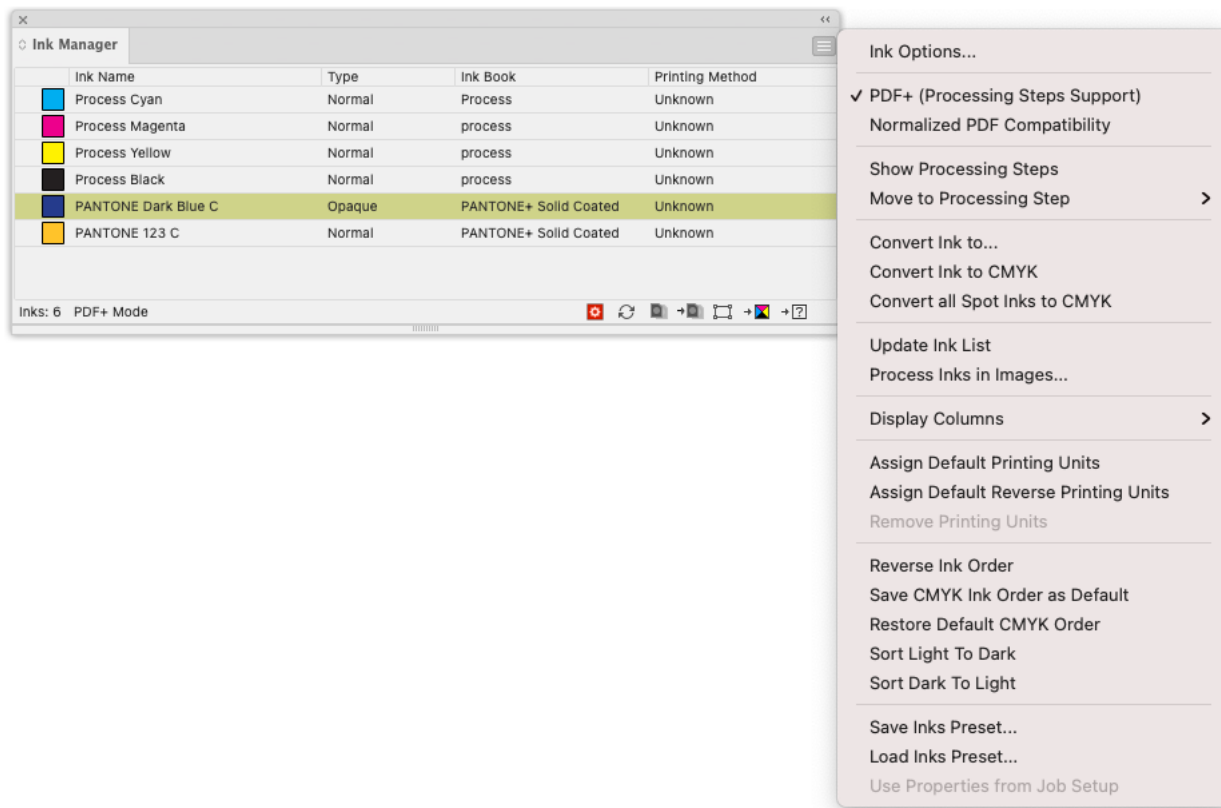 Ink Manager
Ink Name Type Ink Book Printing Method
Process Cyan Normal Process Unknown
Process Magenta Normal process Unknown
Process Yellow Normal process Unknown
Process Black Normal process Unknown
PANTONE Dark Blue C Opaque PANTONE+ Solid Coated Unknown
PANTONE 123 C Normal PANTONE+ Solid Coated Unknown
Inks: 6 PDF+ Mode
Ink Options...
✓ PDF+ (Processing Steps Support)
Normalized PDF Compatibility
Show Processing Steps
Move to Processing Step
Convert Ink to...
Convert Ink to CMYK
Convert all Spot Inks to CMYK
Update Ink List
Process Inks in Images...
Display Columns
Assign Default Printing Units
Assign Default Reverse Printing Units
Remove Printing Units
Reverse Ink Order
Save CMYK Ink Order as Default
Restore Default CMYK Order
Sort Light To Dark
Sort Dark To Light
Save Inks Preset...
Load Inks Preset...
Use Properties from Job Setup